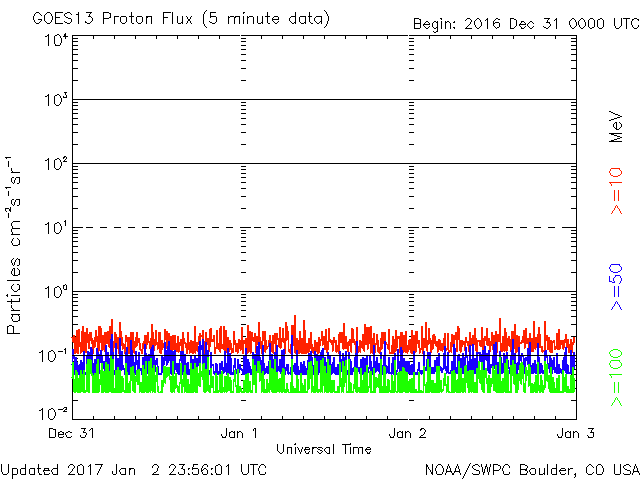 GOES13 Proton Flux (5 minute data)
Begin: 2016 Dec 31 0000 UTC
10⁴
10³
10²
10¹
10⁰
10⁻¹
10⁻²
Particles cm⁻²s⁻¹sr⁻¹
MeV
>=10
>=50
>=100
Dec 31
Jan 1
Jan 2
Jan 3
Universal Time
Updated 2017 Jan  2 23:56:01 UTC
NOAA/SWPC Boulder, CO USA